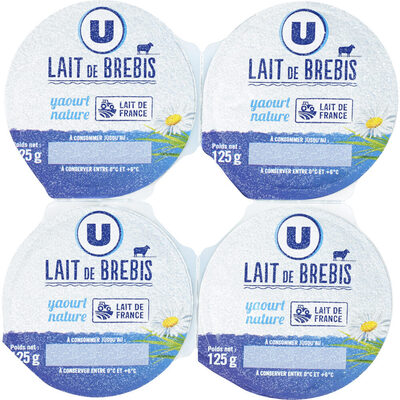 U
LAIT DE BREBIS
yaourt
nature
LAIT DE
FRANCE
À CONSOMMER JUSQU'AU
Poids net :
125 g
À CONSERVER ENTRE 0°C ET +6°C
U
LAIT DE BREBIS
yaourt
nature
LAIT DE
FRANCE
À CONSOMMER JUSQU'AU
Poids net :
125 g
À CONSERVER ENTRE 0°C ET +6°C
U
LAIT DE BREBIS
yaourt
nature
LAIT DE
FRANCE
À CONSOMMER JUSQU'AU
Poids net :
125 g
À CONSERVER ENTRE 0°C ET +6°C
U
LAIT DE BREBIS
yaourt
nature
LAIT DE
FRANCE
À CONSOMMER JUSQU'AU
Poids net :
125 g
À CONSERVER ENTRE 0°C ET +6°C